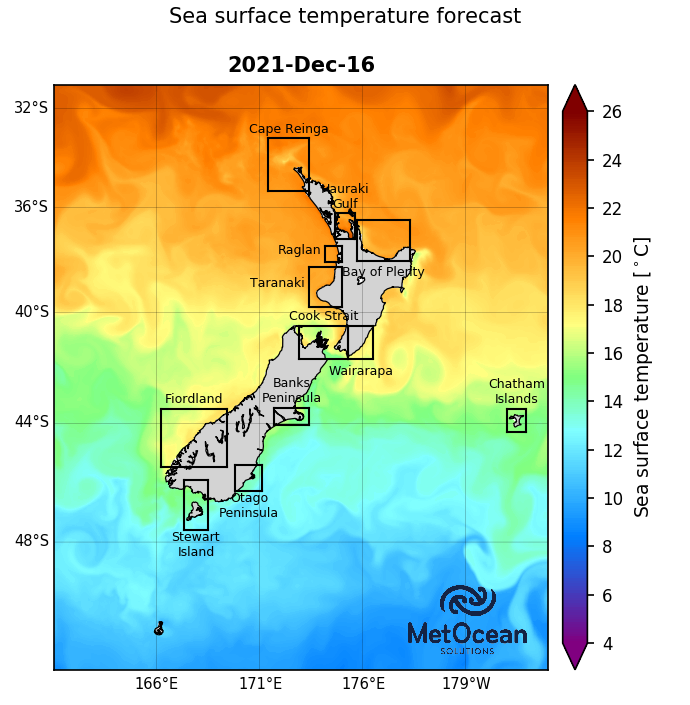 Sea surface temperature forecast
2021-Dec-16
32°S
36°S
40°S
44°S
48°S
166°E
171°E
176°E
179°W
Cape Reinga
Hauraki
Gulf
Raglan
Bay of Plenty
Taranaki
Cook Strait
Wairarapa
Banks
Peninsula
Fiordland
Chatham
Islands
Otago
Peninsula
Stewart
Island
MetOcean
SOLUTIONS
26
24
22
20
18
16
14
12
10
8
6
4
Sea surface temperature [°C]